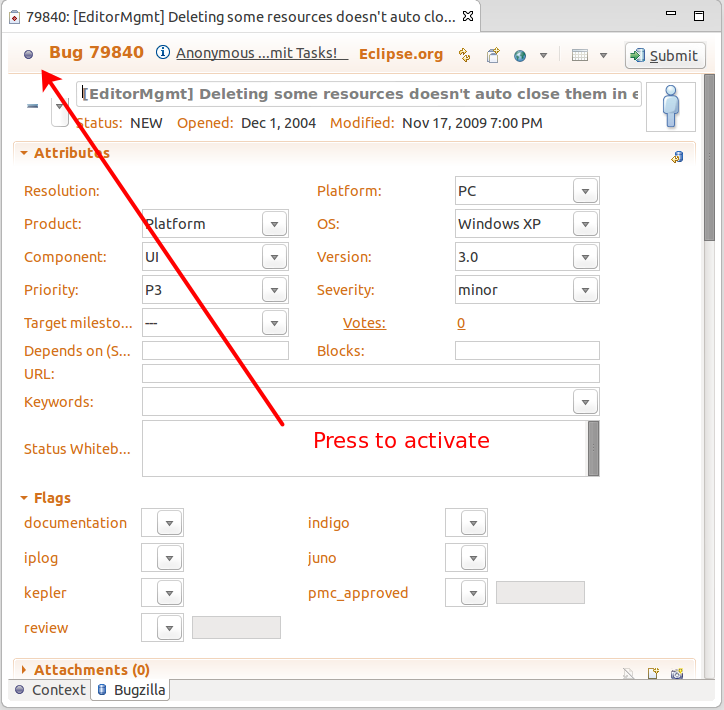 79840: [EditorMgmt] Deleting some resources doesn't auto clo...
Bug 79840 Anonymous ...mit Tasks! Eclipse.org Submit
[EditorMgmt] Deleting some resources doesn't auto close them in e
Status: NEW Opened: Dec 1, 2004 Modified: Nov 17, 2009 7:00 PM
Attributes
Resolution: Platform: PC
Product: Platform OS: Windows XP
Component: UI Version: 3.0
Priority: P3 Severity: minor
Target milesto... --- Votes: 0
Depends on (S... Blocks:
URL:
Keywords:
Press to activate
Status Whiteb...
Flags
documentation indigo
iplog juno
kepler pmc_approved
review
Attachments (0)
Context Bugzilla